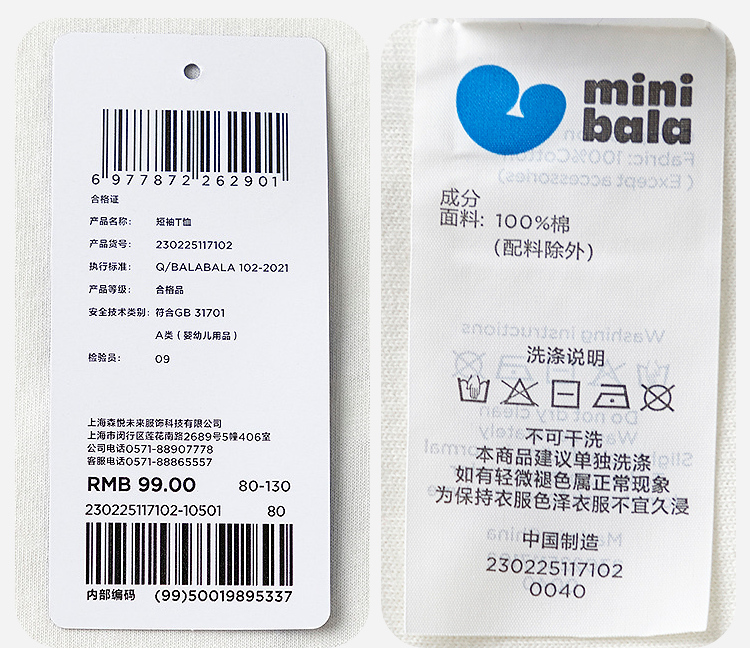 6 977872 262901
合格证
产品名称: 短袖T恤
产品货号: 230225117102
执行标准: Q/BALABALA 102-2021
产品等级: 合格品
安全技术类别: 符合GB 31701
A类 (婴幼儿用品)
检验员: 09
上海森悦未来服饰科技有限公司
上海市闵行区莲花南路2689号5幢406室
公司电话0571-88907778
客服电话0571-88865557
RMB 99.00 80-130
230225117102-10501 80
内部编码 (99)50019895337
mini
bala
成分
面料: 100%棉
(配料除外)
洗涤说明
不可干洗
本商品建议单独洗涤
如有轻微褪色属正常现象
为保持衣服色泽衣服不宜久浸
中国制造
230225117102
0040